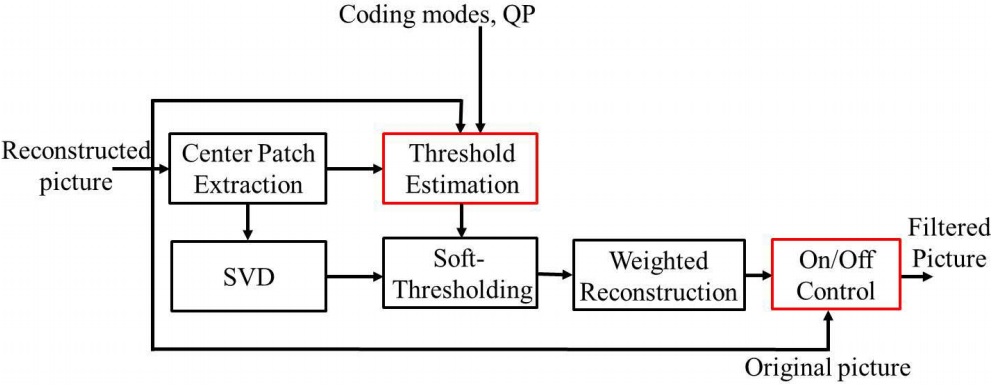 Coding modes, QP
Reconstructed
picture
Center Patch
Extraction
Threshold
Estimation
SVD
Soft-
Thresholding
Weighted
Reconstruction
On/Off
Control
Filtered
Picture
Original picture